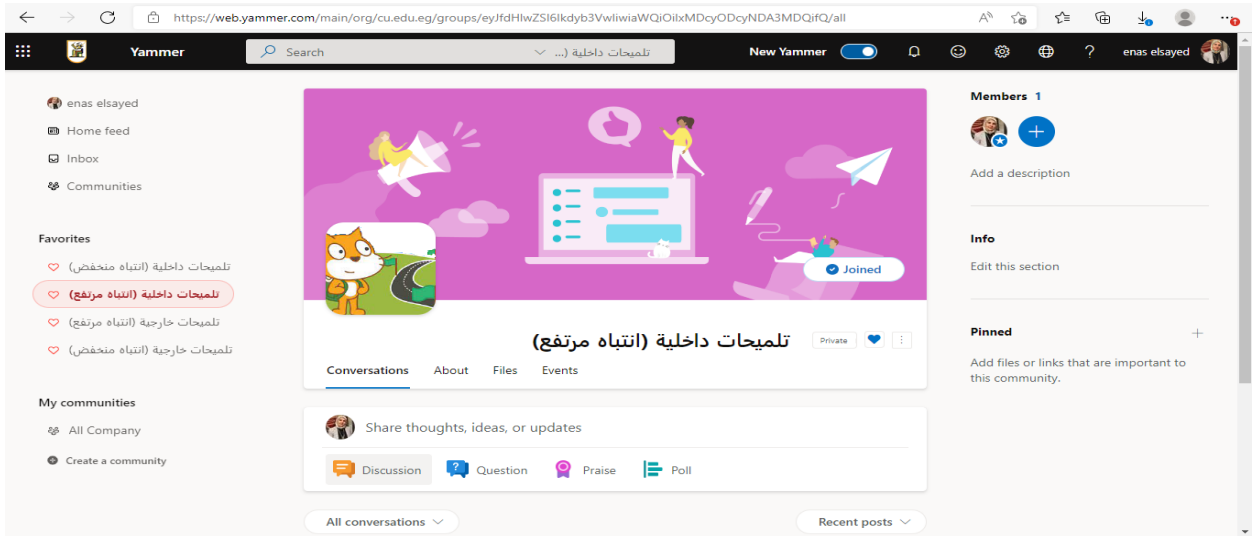 https://web.yammer.com/main/org/cu.edu.eg/groups/eyJfdHlwZSI6Ikdyb3VwIiwiaWQiOiIxMDcyODcyNDA3MDQifQ/all
Yammer
Search
تلميحات داخلية (...
New Yammer
?
enas elsayed
enas elsayed
Home feed
Inbox
Communities
Favorites
تلميحات داخلية (انتباه منخفض)
تلميحات داخلية (انتباه مرتفع)
تلميحات خارجية (انتباه مرتفع)
تلميحات خارجية (انتباه منخفض)
My communities
All Company
Create a community
Joined
تلميحات داخلية (انتباه مرتفع)
Private
Conversations About Files Events
Share thoughts, ideas, or updates
Discussion Question Praise Poll
All conversations
Recent posts
Members 1
Add a description
Info
Edit this section
Pinned
Add files or links that are important to
this community.